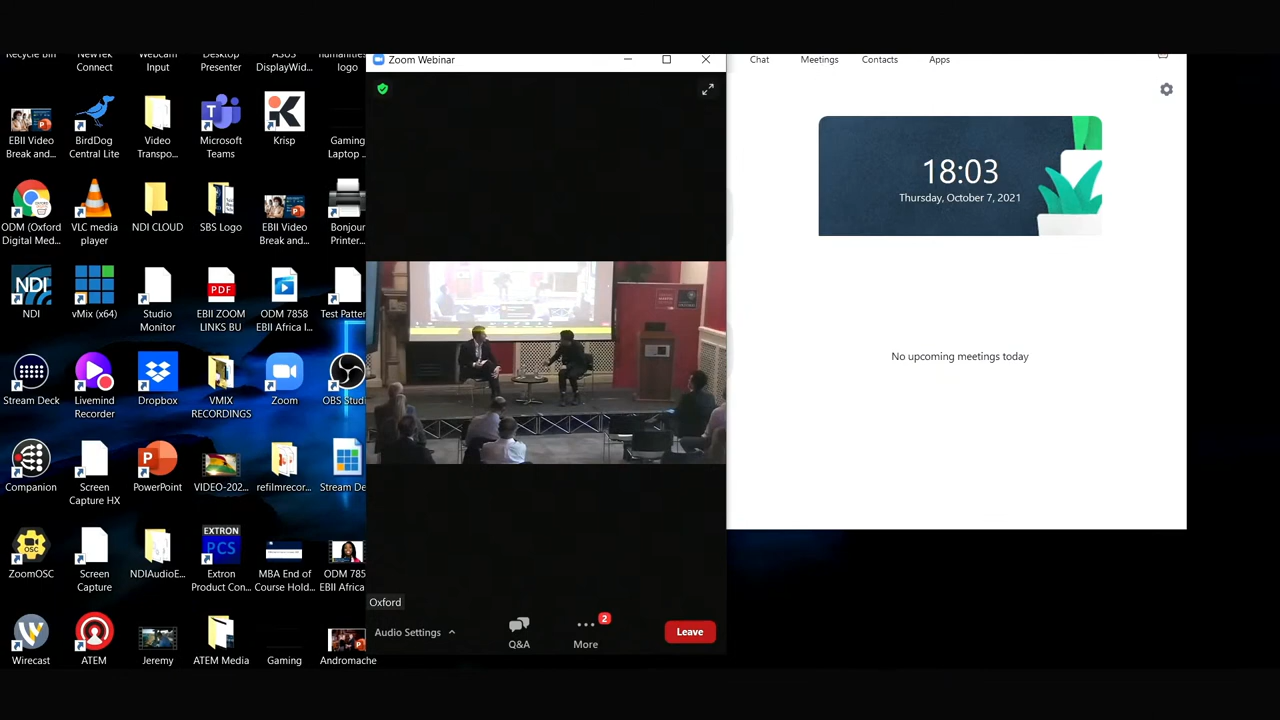 Recycle Bin
NewTek
Connect
Webcam
Input
Desktop
Presenter
ASUS
DisplayWid...
humanities
logo
EBII Video
Break and...
BirdDog
Central Lite
Video
Transpo...
Microsoft
Teams
Krisp
Gaming
Laptop ..
ODM (Oxford
Digital Med...
VLC media
player
NDI CLOUD
SBS Logo
EBII Video
Break and...
Bonjour
Printer...
NDI
NDI
vMix (x64)
Studio
Monitor
PDF
EBII ZOOM
LINKS BU
ODM 7858
EBII Africa I...
Test Patter
Stream Deck
Livemind
Recorder
Dropbox
VMIX
RECORDINGS
Zoom
OBS Studi
Companion
Screen
Capture HX
P
PowerPoint
VIDEO-202...
refilmrecor...
Stream De
OSC
ZoomOSC
Screen
Capture
NDIAudioE...
EXTRON
PCS
Extron
Product Con...
MBA End of
Course Hold...
ODM 785
EBII Africa
Wirecast
ATEM
Jeremy
ATEM Media
Gaming
Andromache
Zoom Webinar
Oxford
Audio Settings
Q&A
2
More
Leave
Chat
Meetings
Contacts
Apps
18:03
Thursday, October 7, 2021
No upcoming meetings today